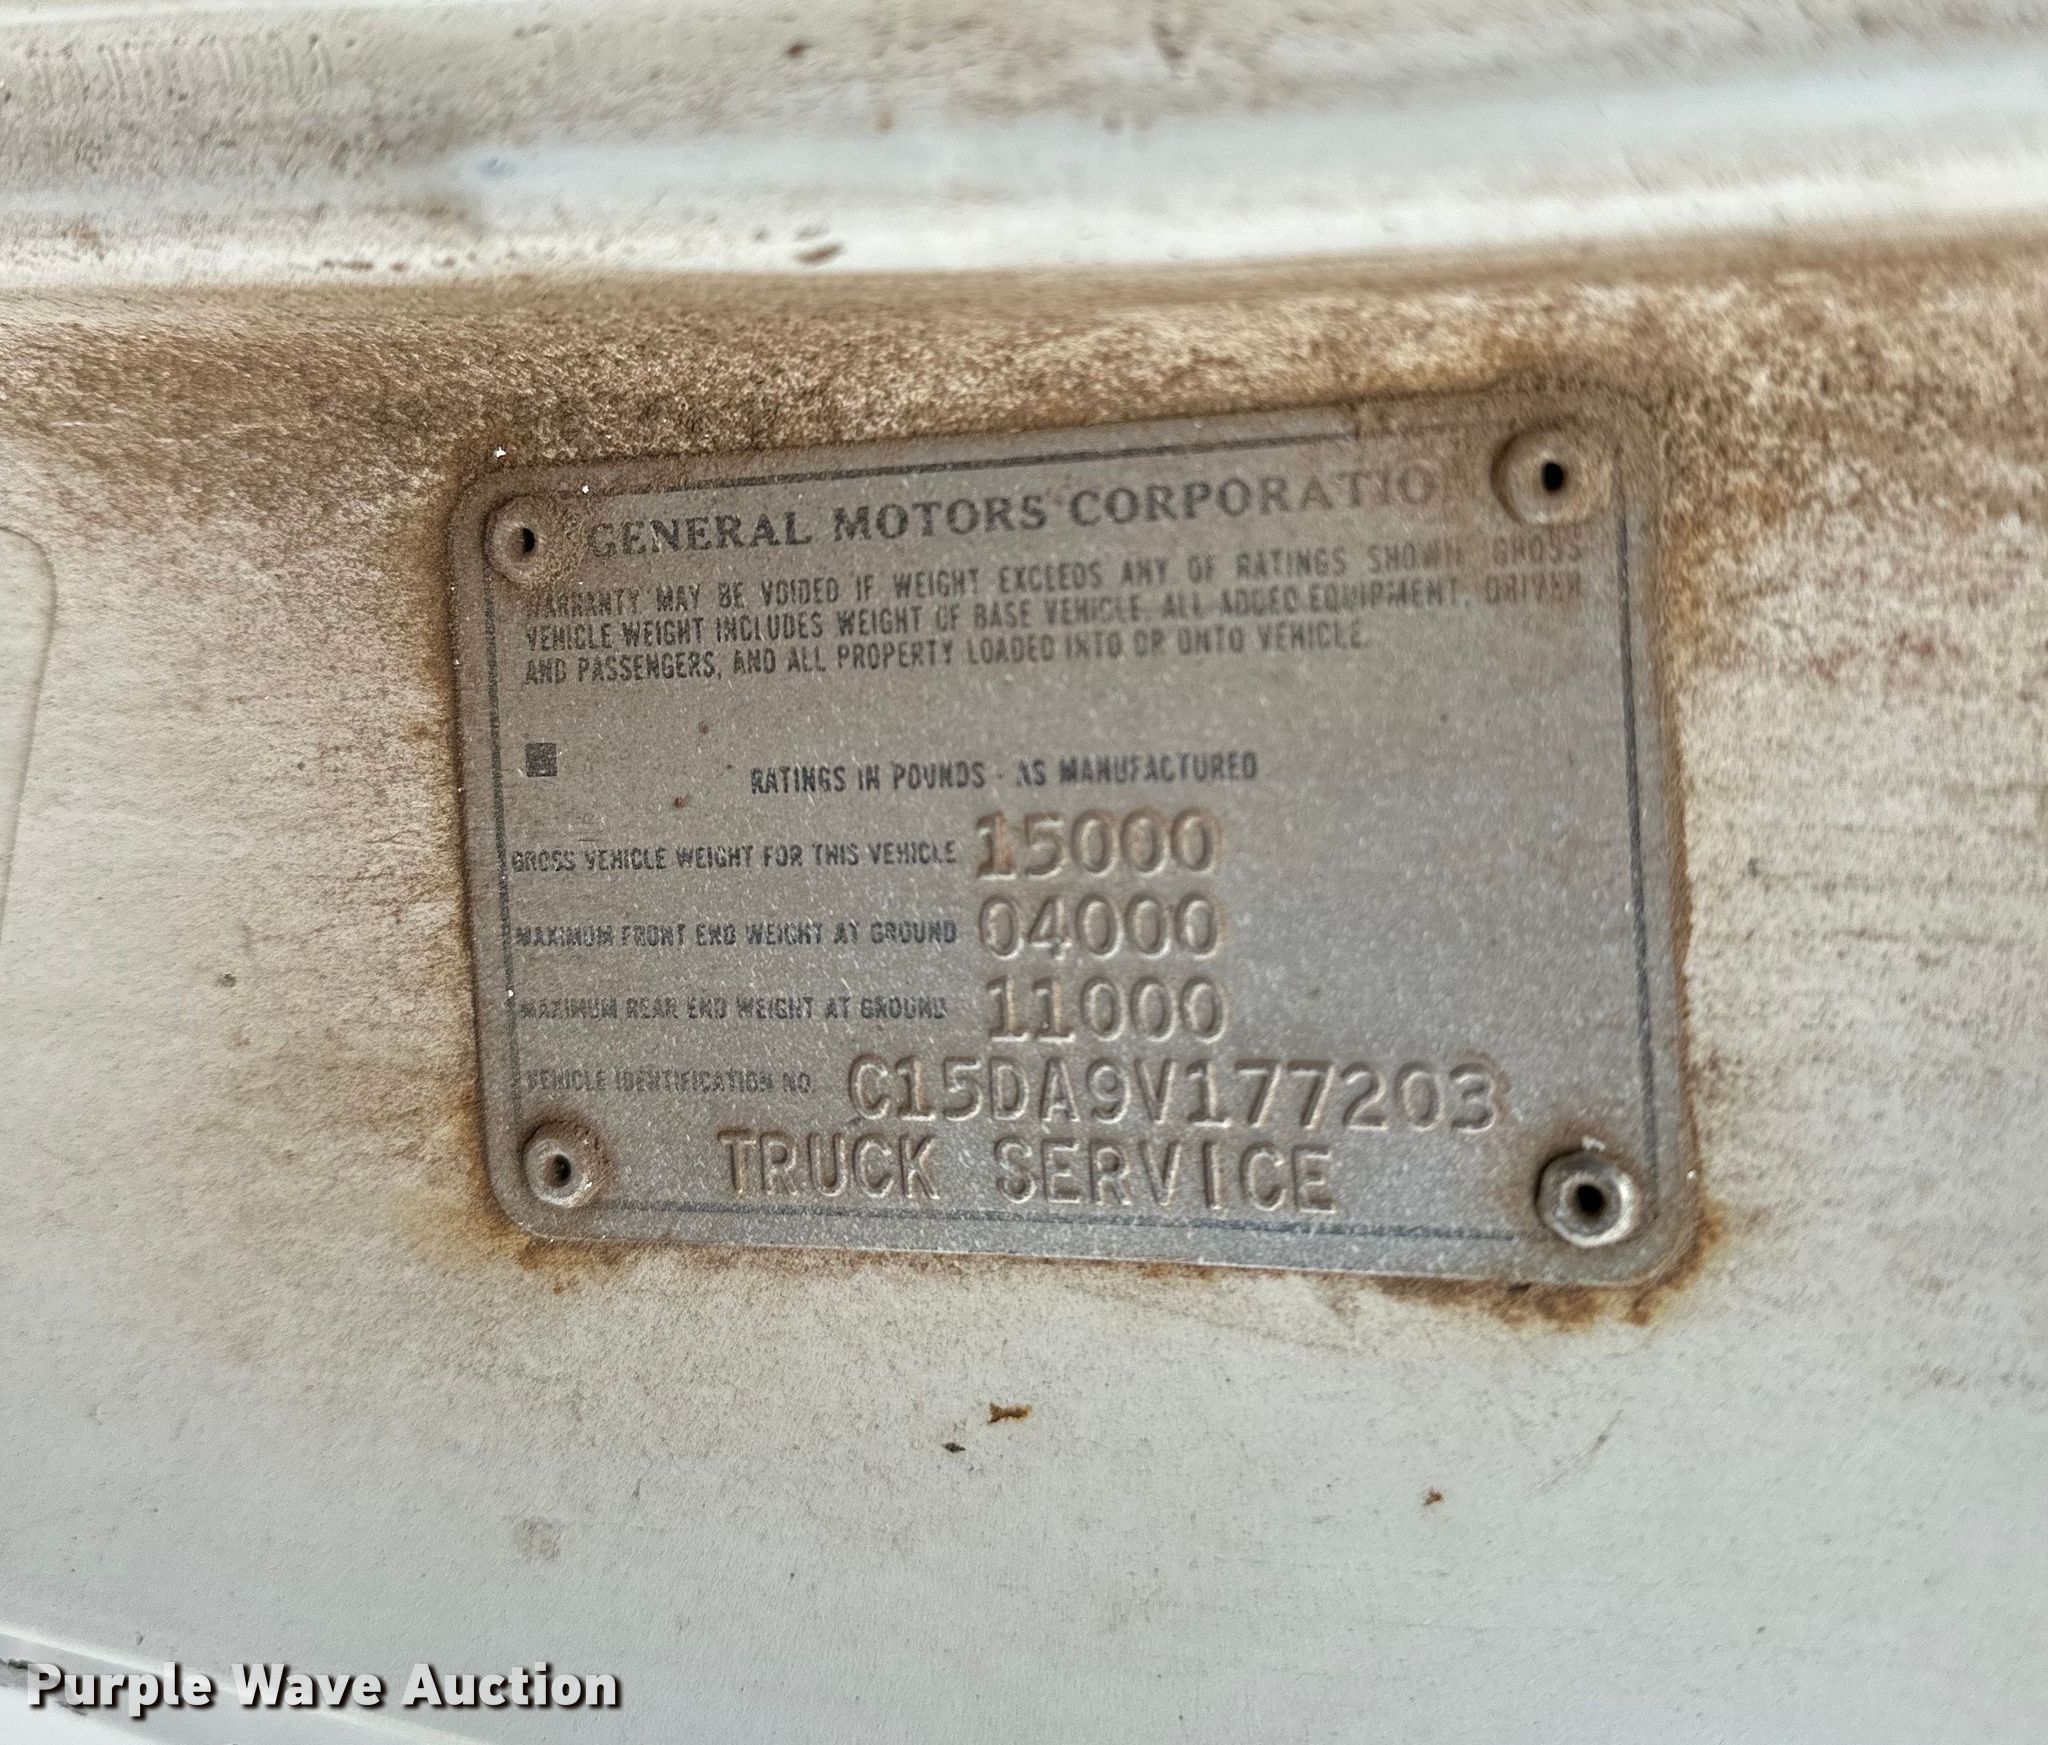 GENERAL MOTORS CORPORATIO
WARRANTY MAY BE VOIDED IF WEIGHT EXCEEDS ANY OF RATINGS SHOWN. GROSS
VEHICLE WEIGHT INCLUDES WEIGHT OF BASE VEHICLE, ALL ADDED EQUIPMENT, DRIVER
AND PASSENGERS, AND ALL PROPERTY LOADED INTO OR ONTO VEHICLE.
RATINGS IN POUNDS - AS MANUFACTURED
GROSS VEHICLE WEIGHT FOR THIS VEHICLE 15000
MAXIMUM FRONT END WEIGHT AT GROUND 04000
MAXIMUM REAR END WEIGHT AT GROUND 11000
VEHICLE IDENTIFICATION NO. C15DA9V177203
TRUCK SERVICE
Purple Wave Auction